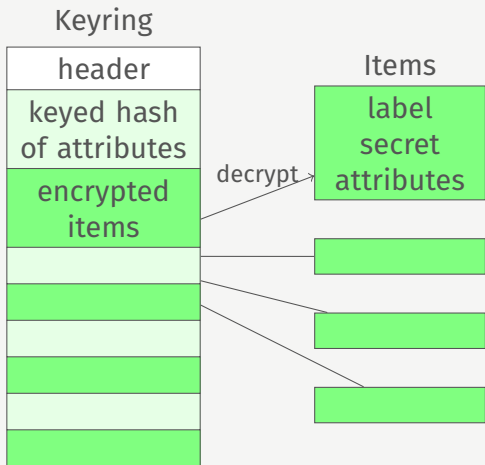 Keyring
header
keyed hash
of attributes
encrypted
items
decrypt
Items
label
secret
attributes